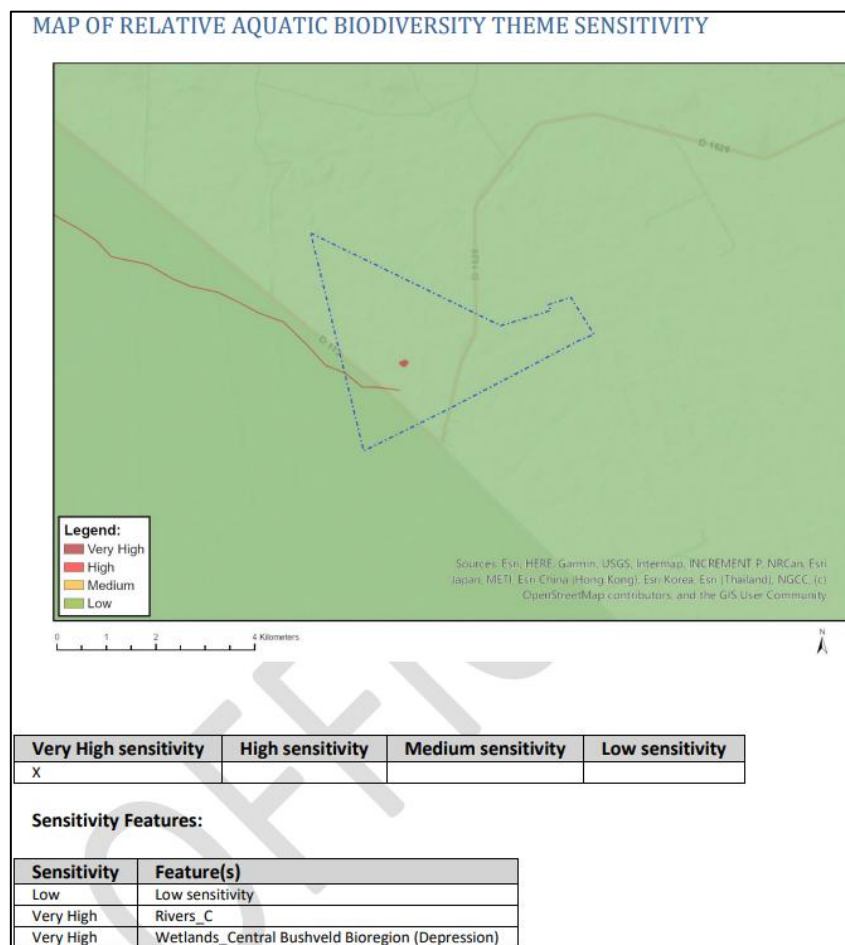 MAP OF RELATIVE AQUATIC BIODIVERSITY THEME SENSITIVITY
D 1629
D 1629
Legend:
Very High
High
Medium
Low
Sources: Esri, HERE, Garmin, USGS, Intermap, INCREMENT P, NRCan, Esri
Japan, METI, Esri China (Hong Kong), Esri Korea, Esri (Thailand), NGCC, (c)
OpenStreetMap contributors, and the GIS User Community
0 1 2 4 Kilometers
N
Very High sensitivity High sensitivity Medium sensitivity Low sensitivity
X
Sensitivity Features:
Sensitivity Feature(s)
Low Low sensitivity
Very High Rivers_C
Very High Wetlands_Central Bushveld Bioregion (Depression)